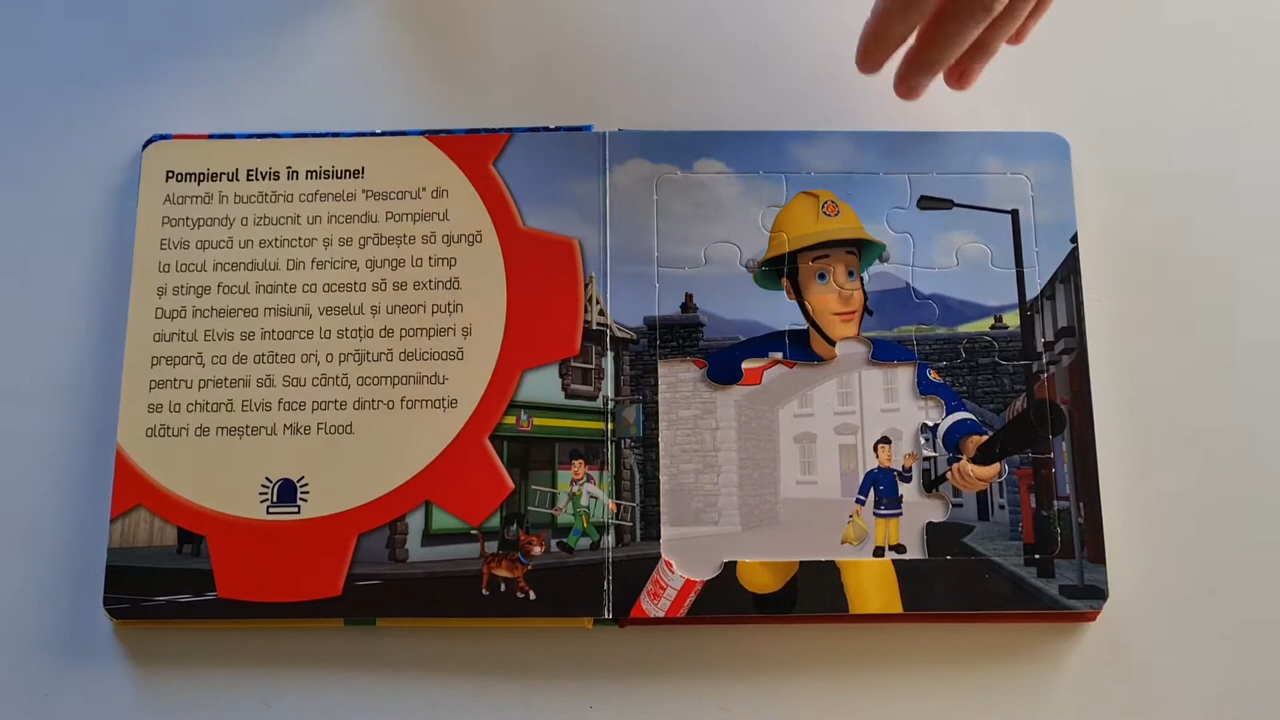 Pompierul Elvis în misiune!
Alarmă! În bucătăria cafenelei "Pescarul" din
Pontypandy a izbucnit un incendiu. Pompierul
Elvis apucă un extinctor și se grăbește să ajungă
la locul incendiului. Din fericire, ajunge la timp
și stinge focul înainte ca acesta să se extindă.
După încheierea misiunii, veselul și uneori puțin
aiuritul Elvis se întoarce la stația de pompieri și
prepară, ca de atâtea ori, o prăjitură delicioasă
pentru prietenii săi. Sau cântă, acompaniindu-
se la chitară. Elvis face parte dintr-o formație
alături de meșterul Mike Flood.